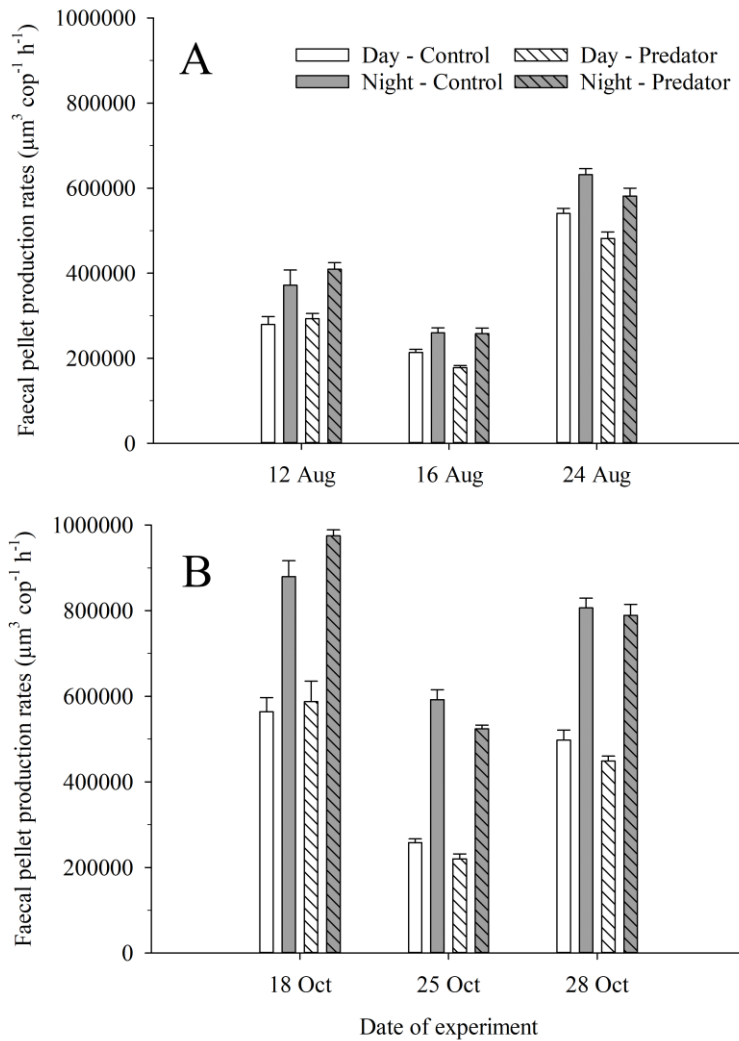 A
Day - Control
Day - Predator
Night - Control
Night - Predator
Faecal pellet production rates (μm³ cop⁻¹ h⁻¹)
1000000
800000
600000
400000
200000
0
12 Aug
16 Aug
24 Aug
B
Faecal pellet production rates (μm³ cop⁻¹ h⁻¹)
1000000
800000
600000
400000
200000
0
18 Oct
25 Oct
28 Oct
Date of experiment